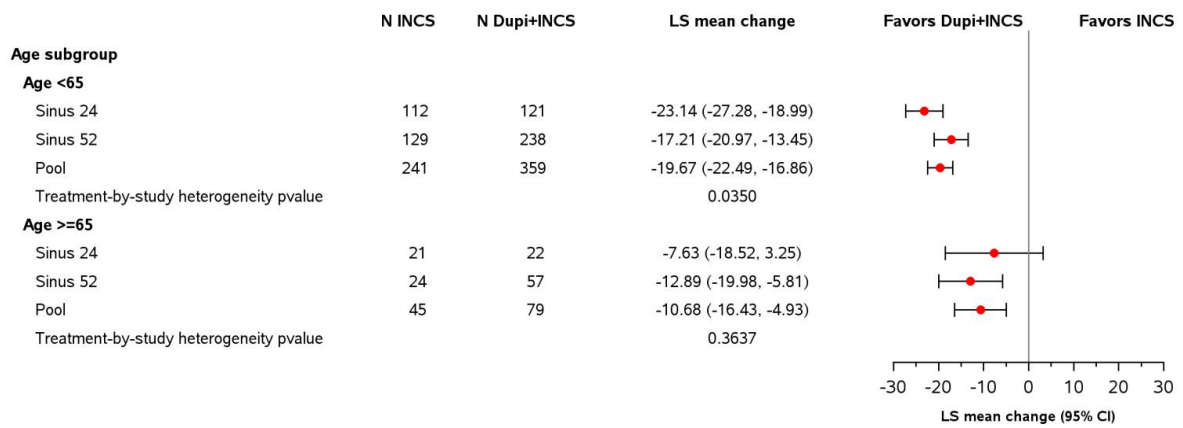 N INCS N Dupi+INCS LS mean change Favors Dupi+INCS Favors INCS
Age subgroup
Age <65
Sinus 24 112 121 -23.14 (-27.28, -18.99)
Sinus 52 129 238 -17.21 (-20.97, -13.45)
Pool 241 359 -19.67 (-22.49, -16.86)
Treatment-by-study heterogeneity pvalue 0.0350
Age >=65
Sinus 24 21 22 -7.63 (-18.52, 3.25)
Sinus 52 24 57 -12.89 (-19.98, -5.81)
Pool 45 79 -10.68 (-16.43, -4.93)
Treatment-by-study heterogeneity pvalue 0.3637
-30 -20 -10 0 10 20 30
LS mean change (95% CI)